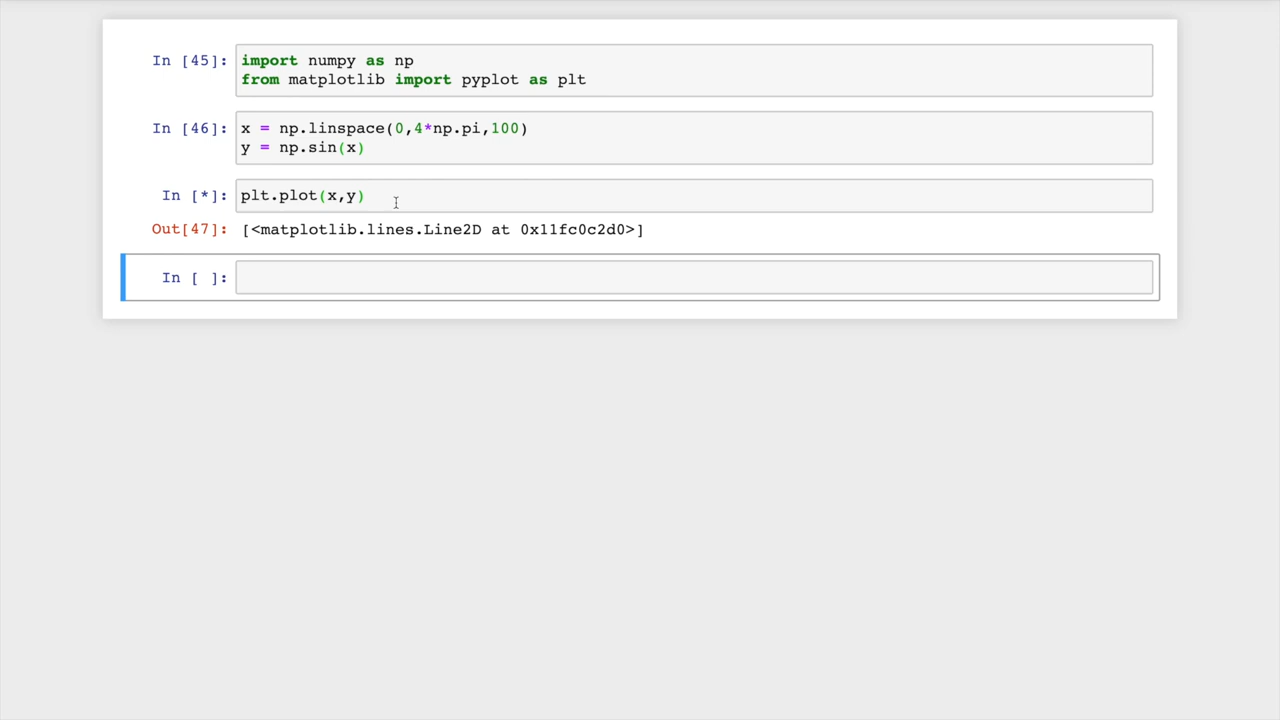 In [45]: import numpy as np
from matplotlib import pyplot as plt
In [46]: x = np.linspace(0,4*np.pi,100)
y = np.sin(x)
In [*]: plt.plot(x,y)
Out[47]: [<matplotlib.lines.Line2D at 0x11fc0c2d0>]
In [ ]: